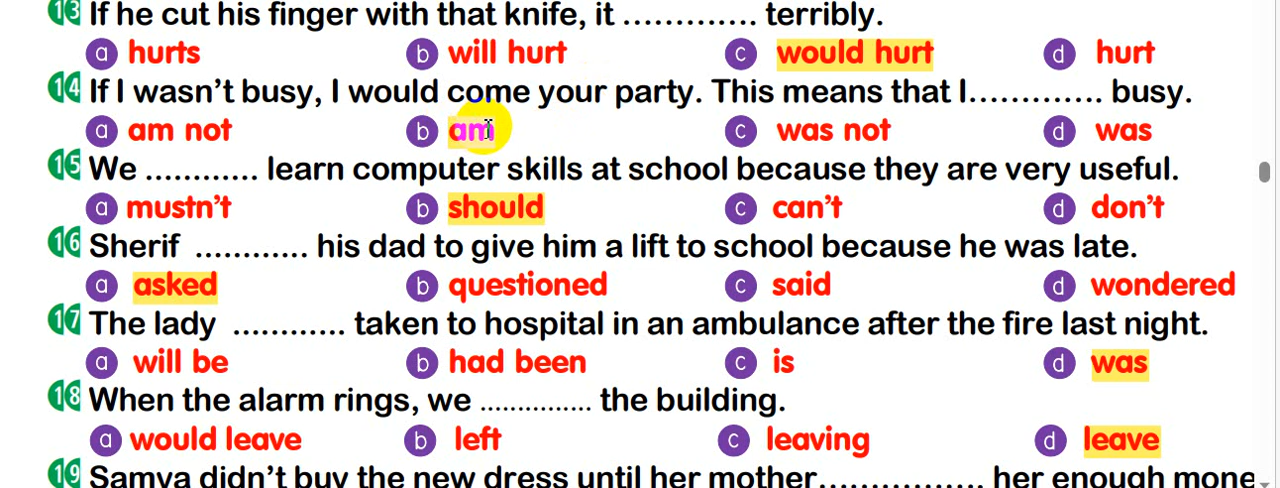 13 If he cut his finger with that knife, it ............. terribly.
a hurts b will hurt c would hurt d hurt
14 If I wasn't busy, I would come your party. This means that I............. busy.
a am not b am c was not d was
15 We ........... learn computer skills at school because they are very useful.
a mustn't b should c can't d don't
16 Sherif ........... his dad to give him a lift to school because he was late.
a asked b questioned c said d wondered
17 The lady ........... taken to hospital in an ambulance after the fire last night.
a will be b had been c is d was
18 When the alarm rings, we ............... the building.
a would leave b left c leaving d leave
19 Samya didn't buy the new dress until her mother................ her enough mone